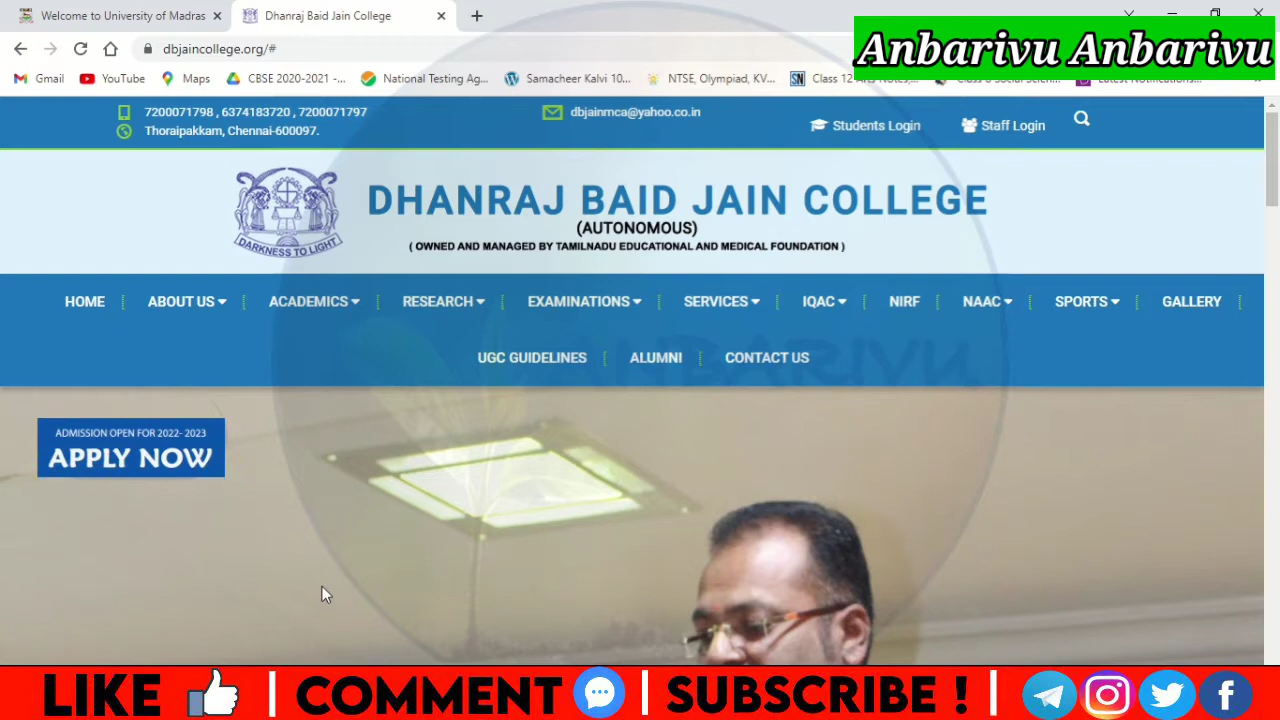 Welcome to University of Madras
Dhanraj Baid Jain College
Anbarivu Anbarivu
dbjaincollege.org/#
Gmail
YouTube
Maps
CBSE 2020-2021 -...
National Testing Ag...
Samacheer Kalvi 10...
NTSE, Olympiad, KV...
7200071798 , 6374183720 , 7200071797
dbjainmca@yahoo.co.in
Students Login
Staff Login
Thoraipakkam, Chennai-600097.
DHANRAJ BAID JAIN COLLEGE
(AUTONOMOUS)
( OWNED AND MANAGED BY TAMILNADU EDUCATIONAL AND MEDICAL FOUNDATION )
DARKNESS TO LIGHT
HOME
ABOUT US
ACADEMICS
RESEARCH
EXAMINATIONS
SERVICES
IQAC
NIRF
NAAC
SPORTS
GALLERY
UGC GUIDELINES
ALUMNI
CONTACT US
ANBARIVU
ADMISSION OPEN FOR 2022- 2023
APPLY NOW
LIKE | COMMENT | SUBSCRIBE ! |